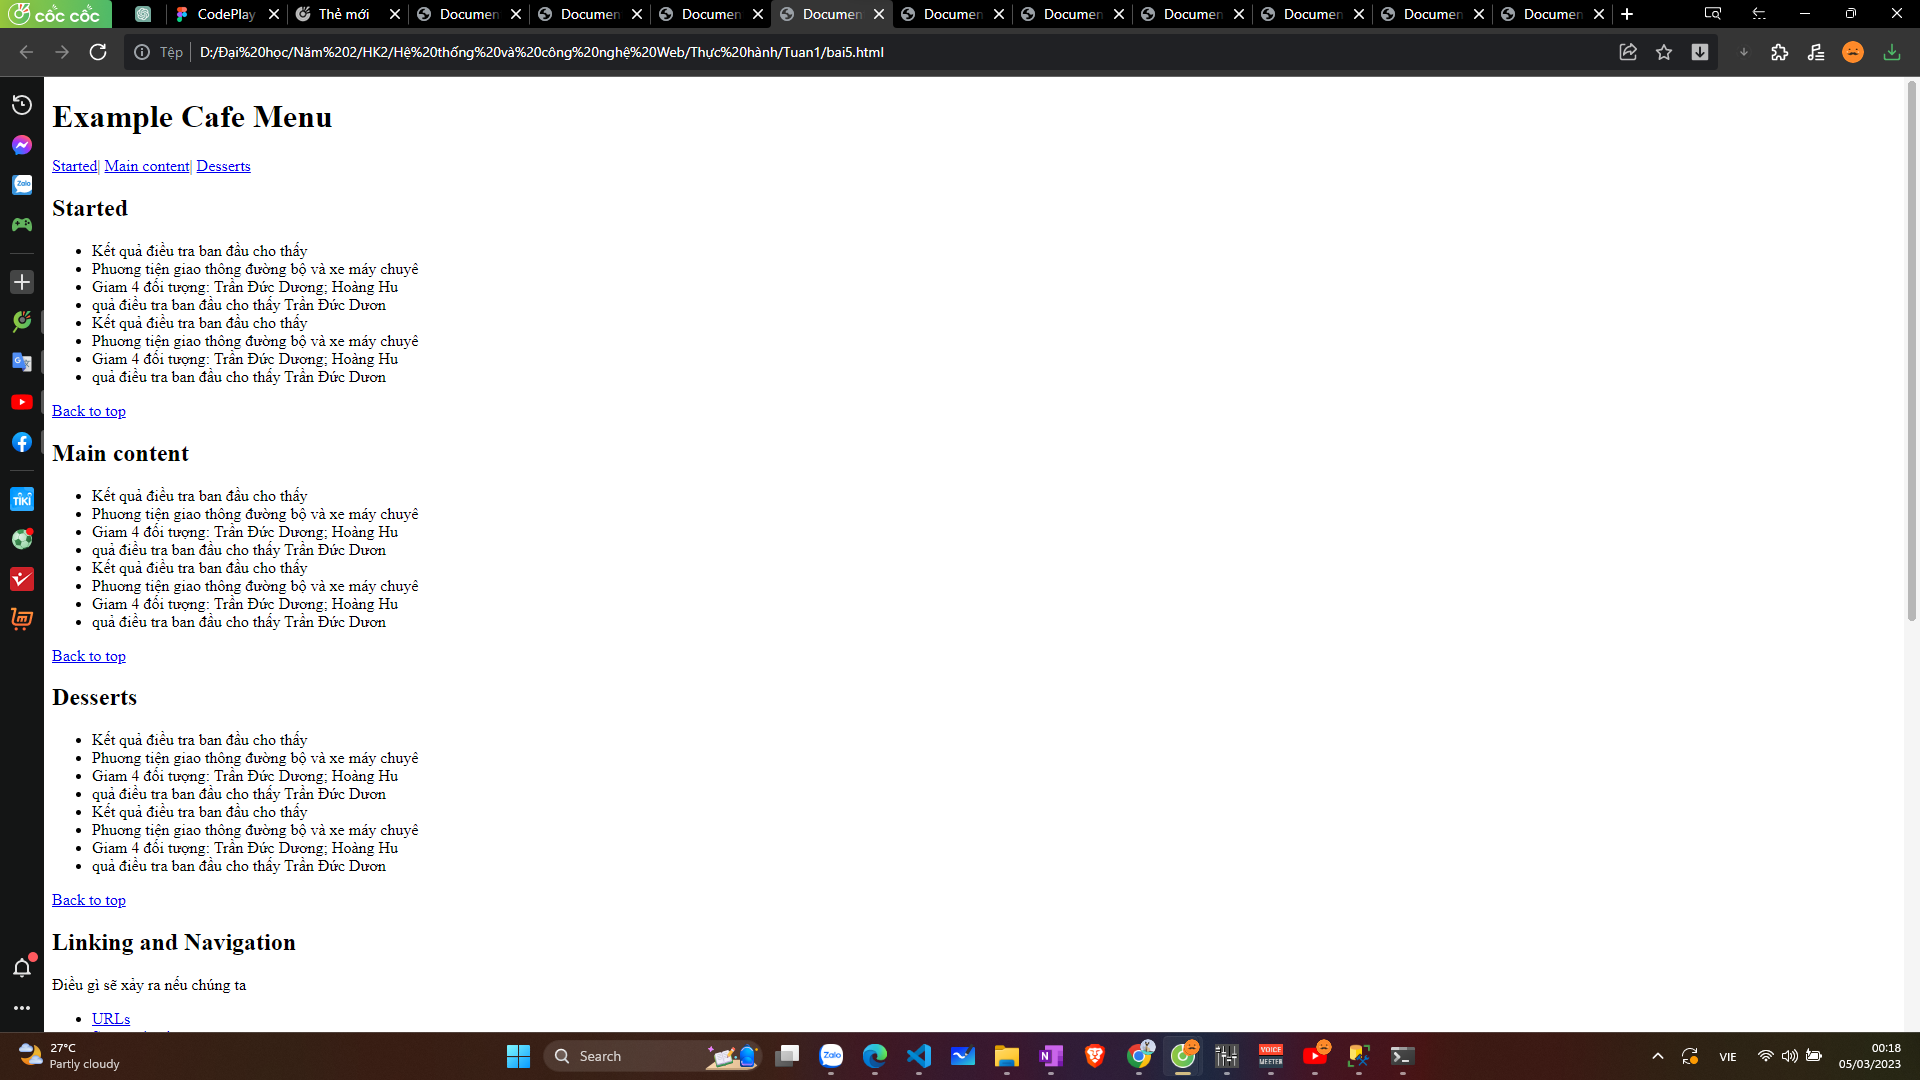 cốc cốc
CodePlay
Thẻ mới
Documen
Documen
Documen
Documen
Documen
Documen
Documen
Documen
Documen
Documen
Tệp
D:/Đại%20học/Năm%202/HK2/Hệ%20thống%20và%20công%20nghệ%20Web/Thực%20hành/Tuan1/bai5.html
Example Cafe Menu
Started| Main content| Desserts
Started
Kết quả điều tra ban đầu cho thấy
Phương tiện giao thông đường bộ và xe máy chuyê
Giam 4 đối tượng: Trần Đức Dương; Hoàng Hu
quả điều tra ban đầu cho thấy Trần Đức Dươn
Kết quả điều tra ban đầu cho thấy
Phương tiện giao thông đường bộ và xe máy chuyê
Giam 4 đối tượng: Trần Đức Dương; Hoàng Hu
quả điều tra ban đầu cho thấy Trần Đức Dươn
Back to top
Main content
Kết quả điều tra ban đầu cho thấy
Phương tiện giao thông đường bộ và xe máy chuyê
Giam 4 đối tượng: Trần Đức Dương; Hoàng Hu
quả điều tra ban đầu cho thấy Trần Đức Dươn
Kết quả điều tra ban đầu cho thấy
Phương tiện giao thông đường bộ và xe máy chuyê
Giam 4 đối tượng: Trần Đức Dương; Hoàng Hu
quả điều tra ban đầu cho thấy Trần Đức Dươn
Back to top
Desserts
Kết quả điều tra ban đầu cho thấy
Phương tiện giao thông đường bộ và xe máy chuyê
Giam 4 đối tượng: Trần Đức Dương; Hoàng Hu
quả điều tra ban đầu cho thấy Trần Đức Dươn
Kết quả điều tra ban đầu cho thấy
Phương tiện giao thông đường bộ và xe máy chuyê
Giam 4 đối tượng: Trần Đức Dương; Hoàng Hu
quả điều tra ban đầu cho thấy Trần Đức Dươn
Back to top
Linking and Navigation
Điều gì sẽ xảy ra nếu chúng ta
URLs
Zalo
TIKI
27°C
Partly cloudy
Search
Zalo
VOICE
MEETER
VIE
00:18
05/03/2023